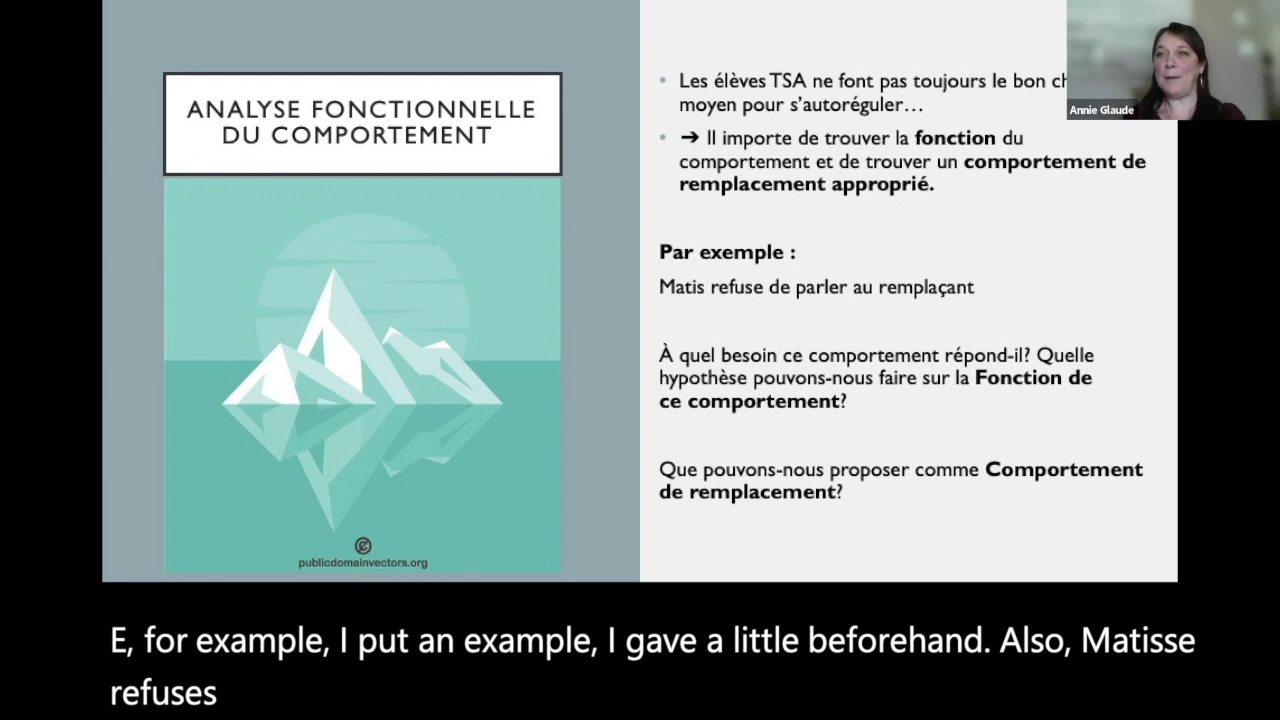 ANALYSE FONCTIONNELLE
DU COMPORTEMENT
publicdomainvectors.org
• Les élèves TSA ne font pas toujours le bon
moyen pour s'autoréguler…
• ➔ Il importe de trouver la fonction du
comportement et de trouver un comportement de
remplacement approprié.
Par exemple :
Matis refuse de parler au remplaçant
À quel besoin ce comportement répond-il? Quelle
hypothèse pouvons-nous faire sur la Fonction de
ce comportement?
Que pouvons-nous proposer comme Comportement
de remplacement?
Annie Glaude
E, for example, I put an example, I gave a little beforehand. Also, Matisse
refuses